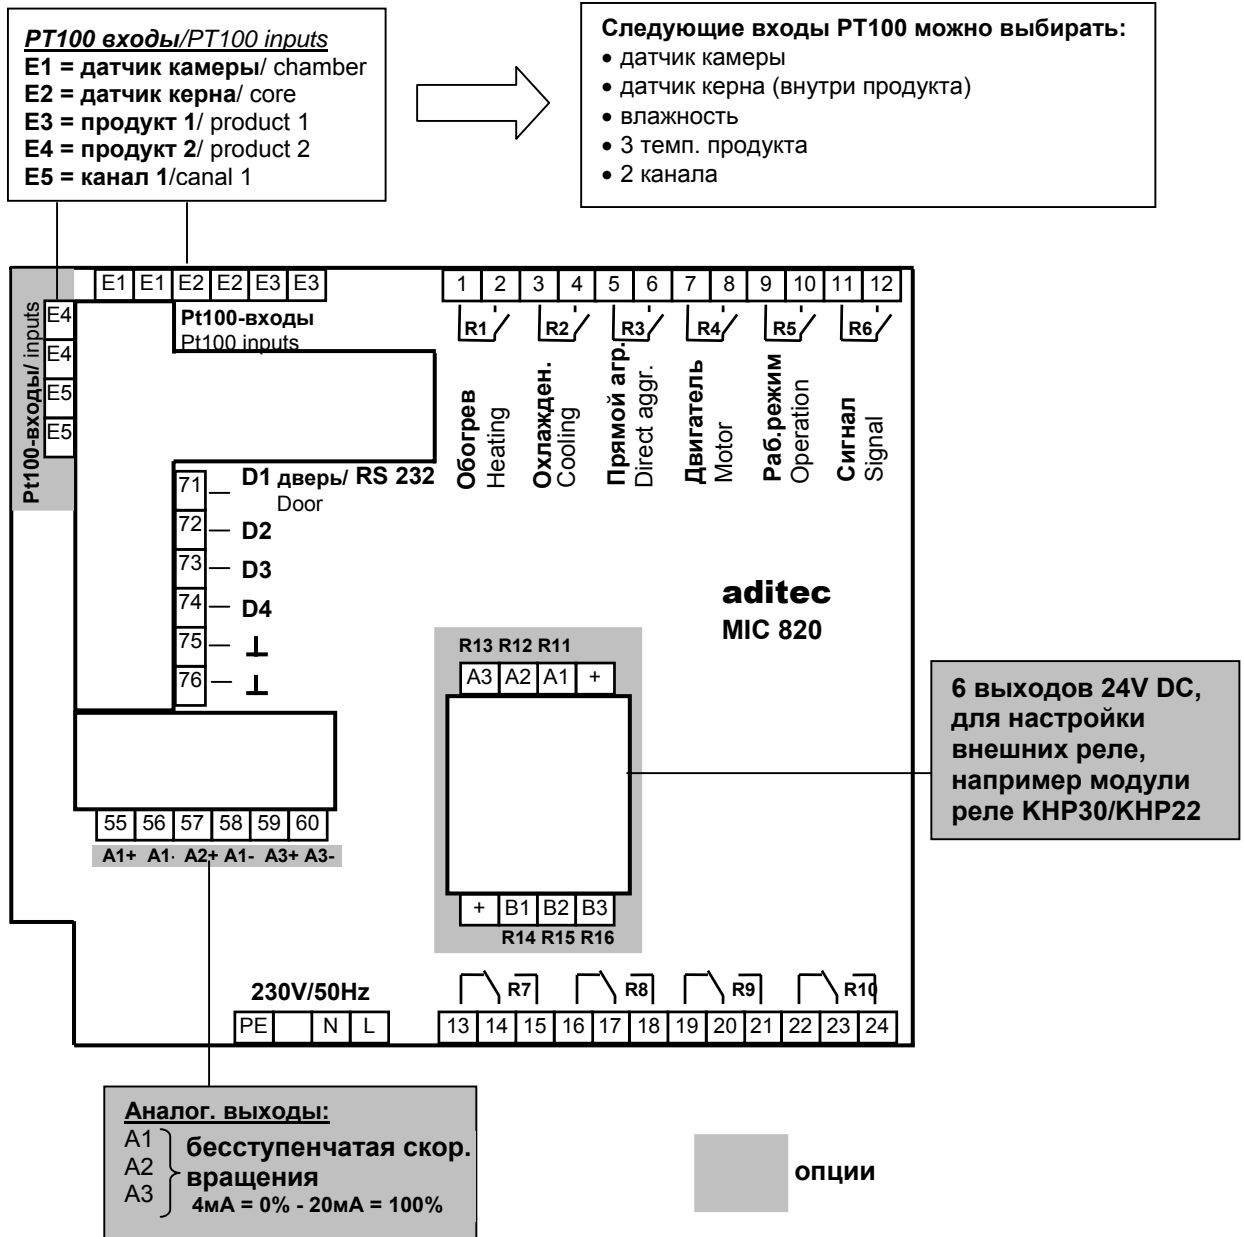 PT100 входы/PT100 inputs
E1 = датчик камеры/ chamber
E2 = датчик керна/ core
E3 = продукт 1/ product 1
E4 = продукт 2/ product 2
E5 = канал 1/canal 1
Следующие входы PT100 можно выбирать:
• датчик камеры
• датчик керна (внутри продукта)
• влажность
• 3 темп. продукта
• 2 канала
E1 E1 E2 E2 E3 E3
Pt100-входы
Pt100 inputs
Pt100-входы/ inputs
E4
E4
E5
E5
1 2 3 4 5 6 7 8 9 10 11 12
R1 R2 R3 R4 R5 R6
Обогрев
Heating
Охлажден.
Cooling
Прямой агр.
Direct aggr.
Двигатель
Motor
Раб.режим
Operation
Сигнал
Signal
71 D1 дверь/ RS 232
Door
72 D2
73 D3
74 D4
75 ⊥
76 ⊥
aditec
MIC 820
R13 R12 R11
A3 A2 A1 +
+ B1 B2 B3
R14 R15 R16
6 выходов 24V DC,
для настройки
внешних реле,
например модули
реле KHP30/KHP22
55 56 57 58 59 60
A1+ A1- A2+ A1- A3+ A3-
230V/50Hz
PE N L
R7 R8 R9 R10
13 14 15 16 17 18 19 20 21 22 23 24
Аналог. выходы:
A1
A2
A3
бесступенчатая скор.
вращения
4мА = 0% - 20мА = 100%
опции